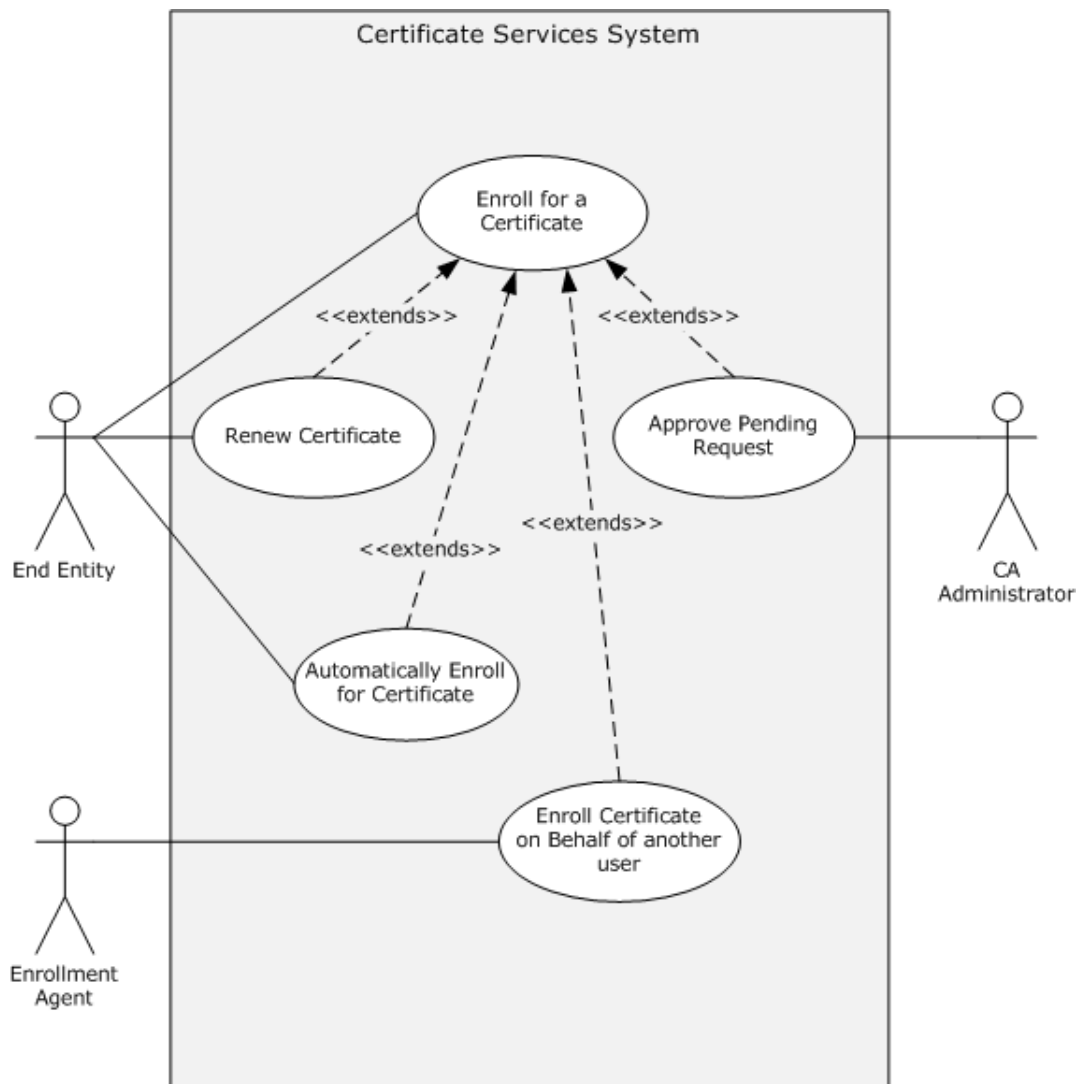 Certificate Services System
Enroll for a
Certificate
<<extends>>
<<extends>>
Renew Certificate
Approve Pending
Request
<<extends>>
<<extends>>
End Entity
CA
Administrator
Automatically Enroll
for Certificate
Enroll Certificate
on Behalf of another
user
Enrollment
Agent